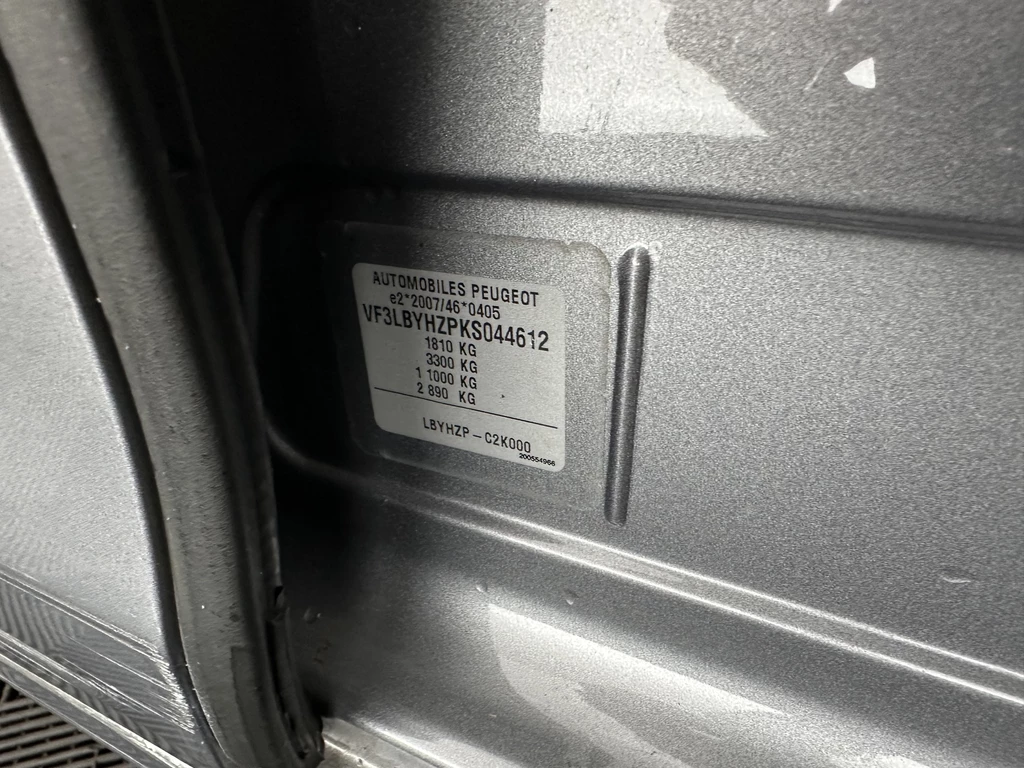 AUTOMOBILES PEUGEOT
e2*2007/46*0405
VF3LBYHZPKS044612
1810 KG
3300 KG
1 1000 KG
2 890 KG
LBYHZP - C2K000
200554966